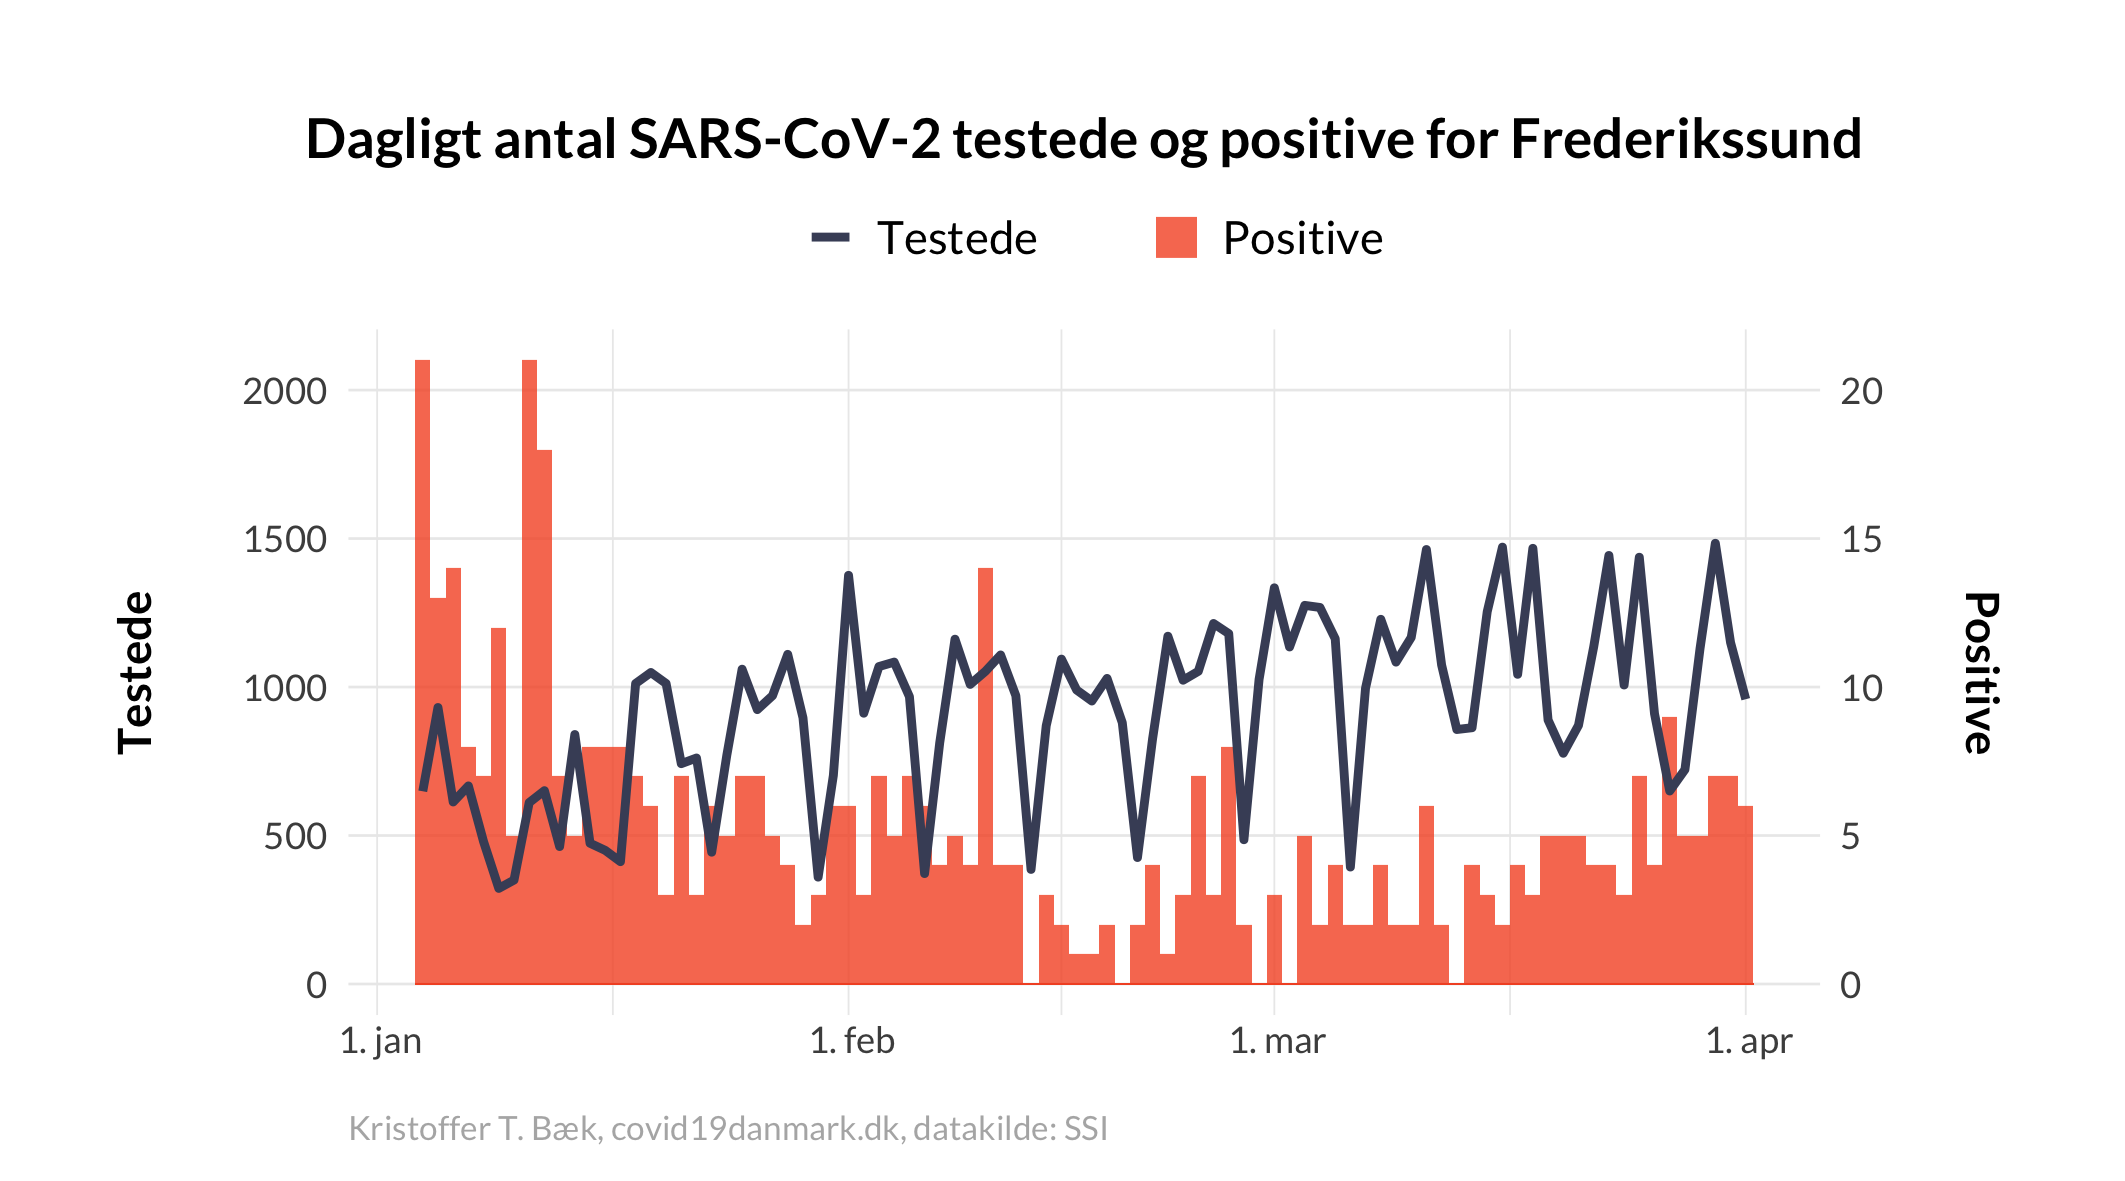 Dagligt antal SARS-CoV-2 testede og positive for Frederikssund
Testede Positive
Testede
2000
1500
1000
500
0
20
15
10
5
0
Positive
1. jan 1. feb 1. mar 1. apr
Kristoffer T. Bæk, covid19danmark.dk, datakilde: SSI